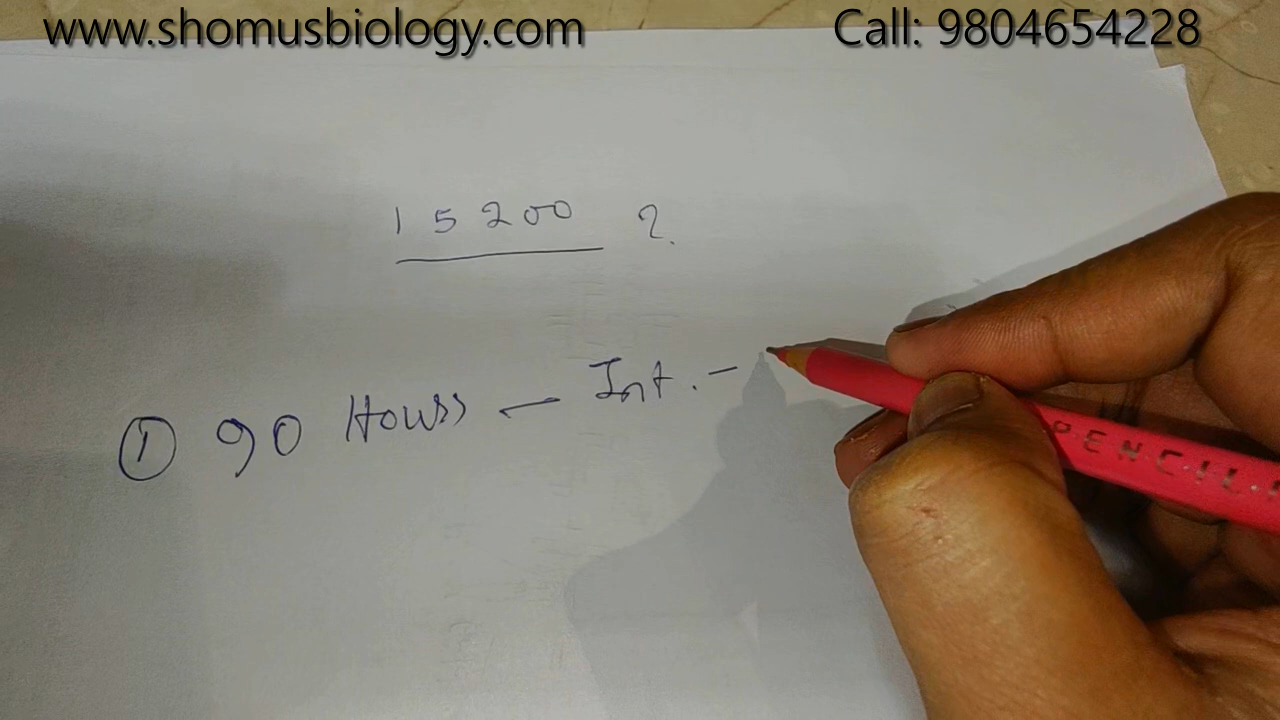 www.shomusbiology.com Call: 9804654228
15200 ?
① 90 Hours — Int. -
PENCIL